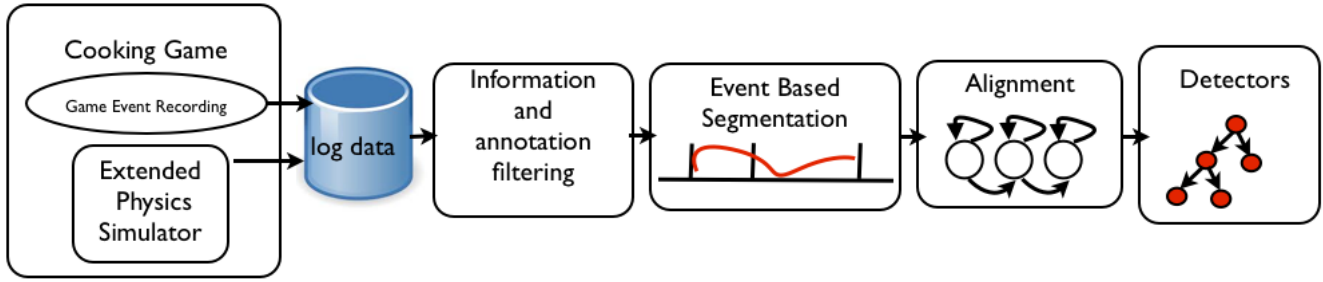 Cooking Game
Game Event Recording
Extended
Physics
Simulator
log data
Information
and
annotation
filtering
Event Based
Segmentation
Alignment
Detectors